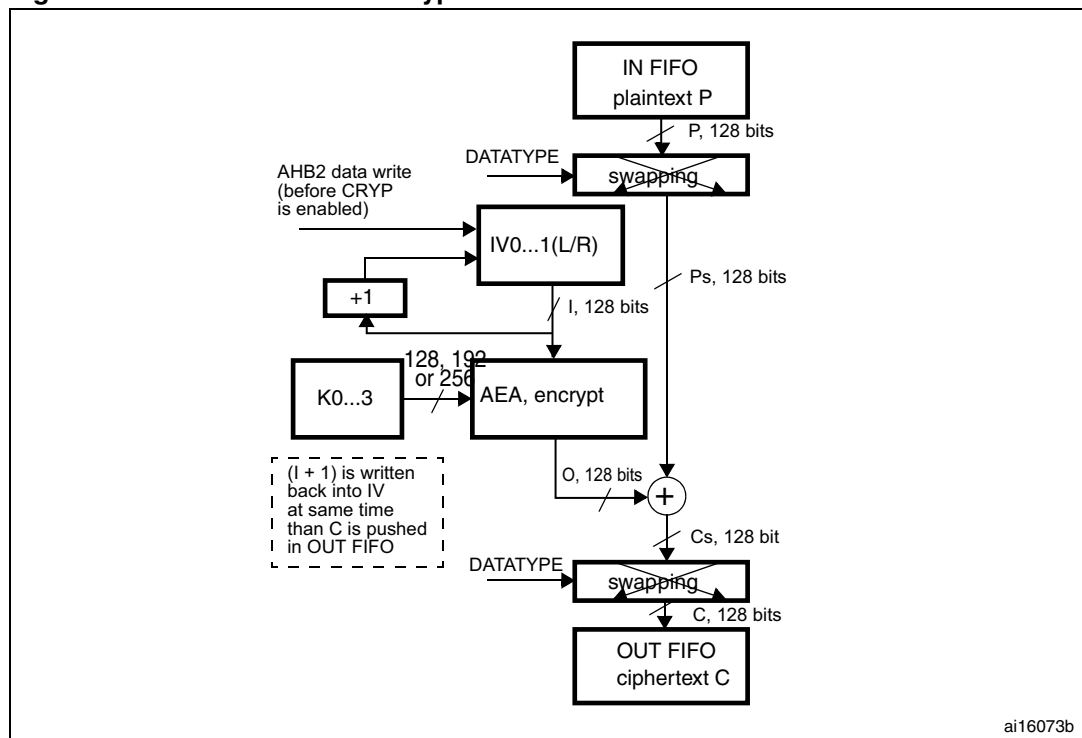 IN FIFO
plaintext P
P, 128 bits
DATATYPE
swapping
AHB2 data write
(before CRYP
is enabled)
IV0...1(L/R)
Ps, 128 bits
+1
I, 128 bits
128, 192
or 256
K0...3
AEA, encrypt
(I + 1) is written
back into IV
at same time
than C is pushed
in OUT FIFO
O, 128 bits
+
Cs, 128 bit
DATATYPE
swapping
C, 128 bits
OUT FIFO
ciphertext C
ai16073b